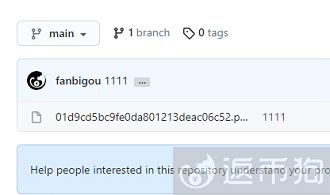 main 1 branch 0 tags
fanbigou 1111 ...
01d9cd5bc9fe0da801213deac06c52.p... 1111
Help people interested in this repository understand your pro
返币狗